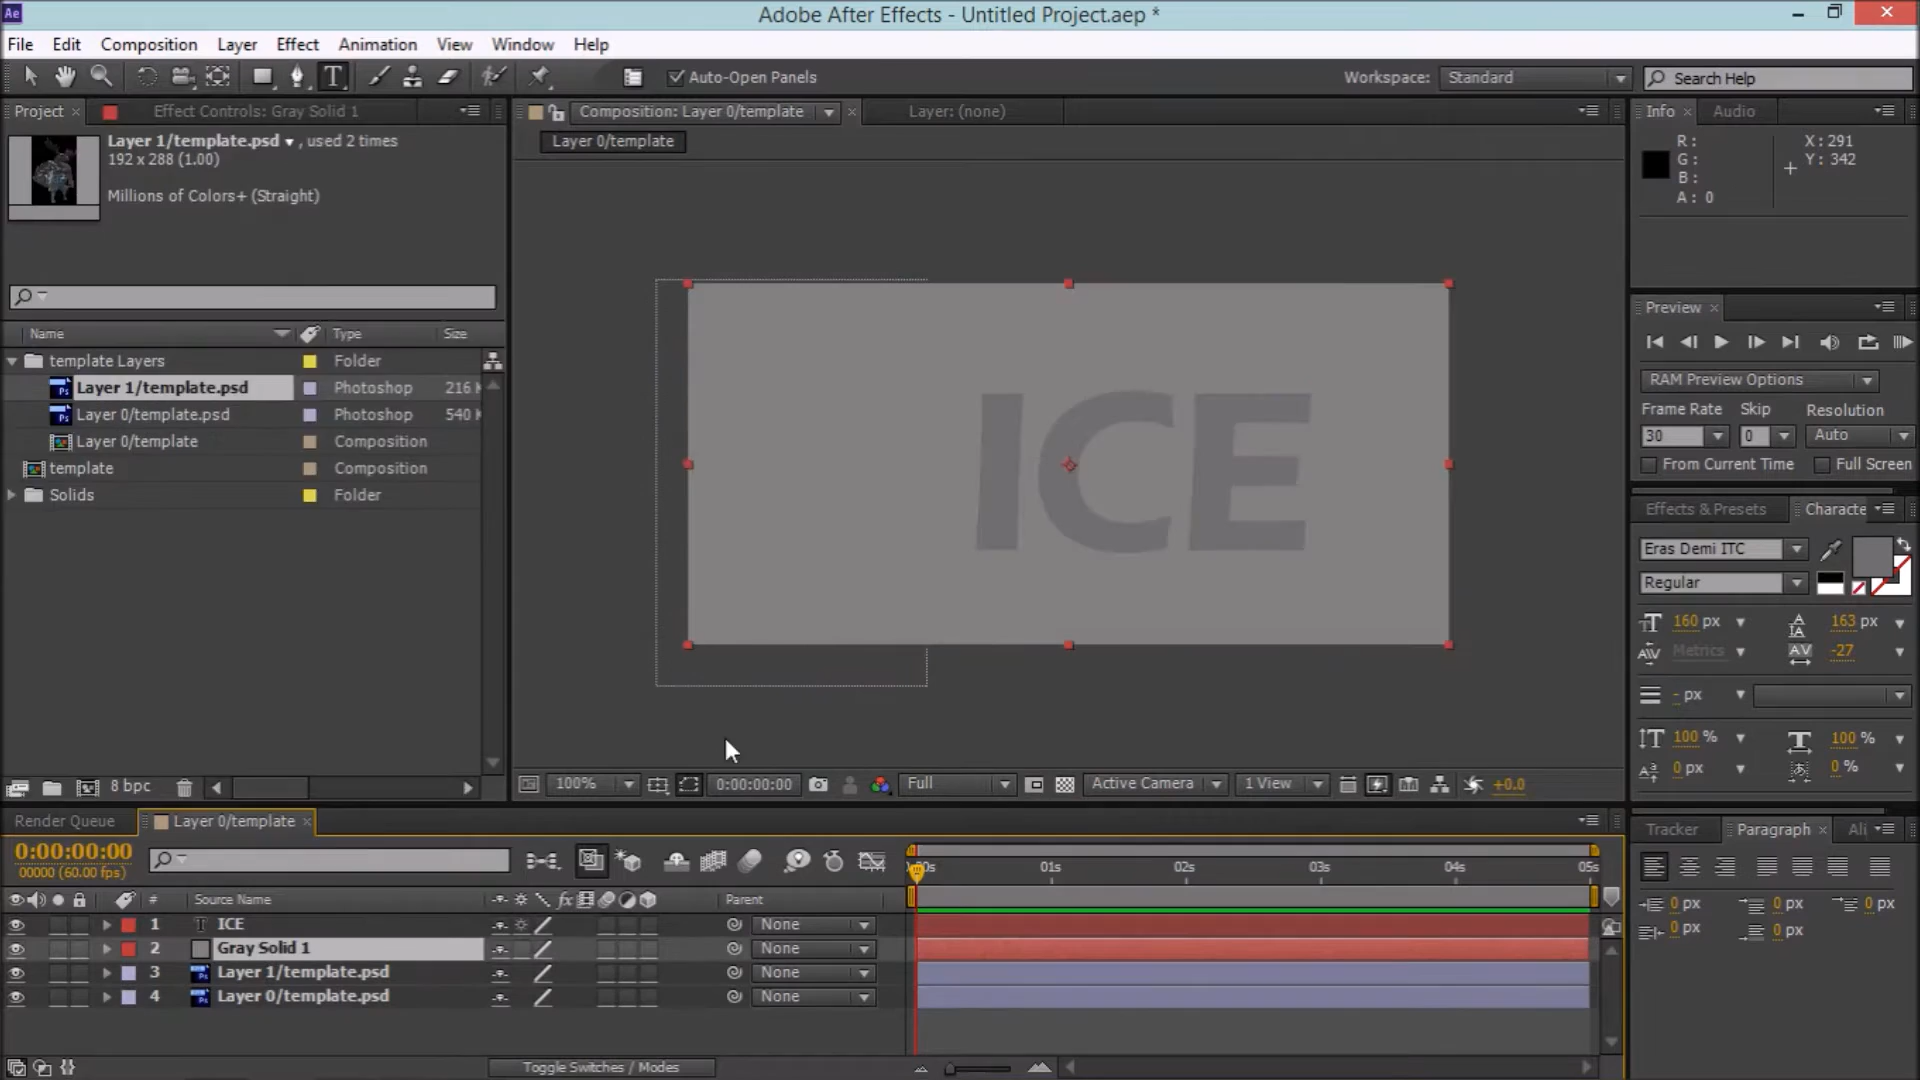 Ae
Adobe After Effects - Untitled Project.aep *
File Edit Composition Layer Effect Animation View Window Help
T Auto-Open Panels Workspace: Standard Search Help
Project × Effect Controls: Gray Solid 1 Composition: Layer 0/template × Layer: (none) Info × Audio
Layer 1/template.psd ▾ , used 2 times
192 x 288 (1.00)
Millions of Colors+ (Straight)
Layer 0/template
R:
G:
B:
A: 0
X: 291
Y: 342
Name Type Size
template Layers Folder
Layer 1/template.psd Photoshop 216 K
Layer 0/template.psd Photoshop 540 K
Layer 0/template Composition
template Composition
Solids Folder
ICE
Preview ×
RAM Preview Options
Frame Rate Skip Resolution
30 0 Auto
From Current Time Full Screen
Effects & Presets Characte
Eras Demi ITC
Regular
160 px 163 px
Metrics -27
- px
100 % 100 %
0 px 0 %
8 bpc 100% 0:00:00:00 Full Active Camera 1 View +0.0
Render Queue Layer 0/template ×
0:00:00:00
00000 (60.00 fps)
:00s 01s 02s 03s 04s 05s
# Source Name fx Parent
1 T ICE None
2 Gray Solid 1 None
3 Layer 1/template.psd None
4 Layer 0/template.psd None
Toggle Switches / Modes
Tracker Paragraph × Ali
0 px 0 px 0 px
0 px 0 px